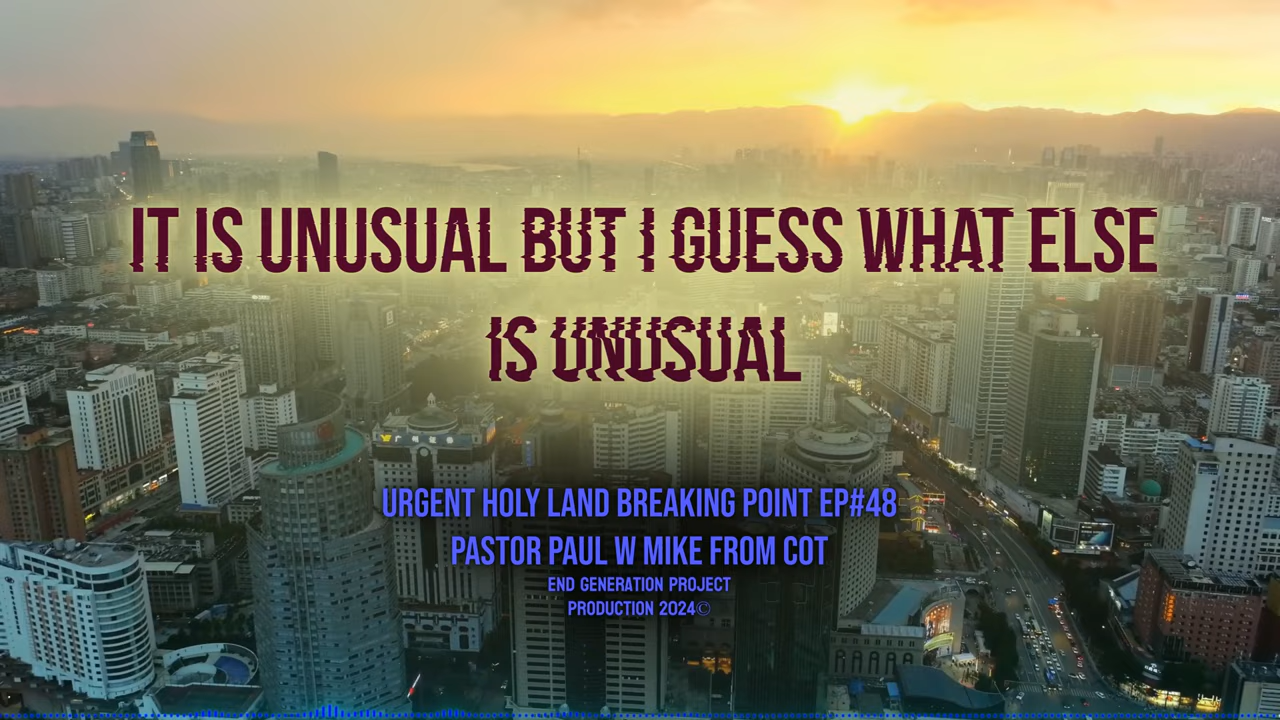 IT IS UNUSUAL BUT I GUESS WHAT ELSE
IS UNUSUAL
URGENT HOLY LAND BREAKING POINT EP#48
PASTOR PAUL W MIKE FROM COT
END GENERATION PROJECT
PRODUCTION 2024©